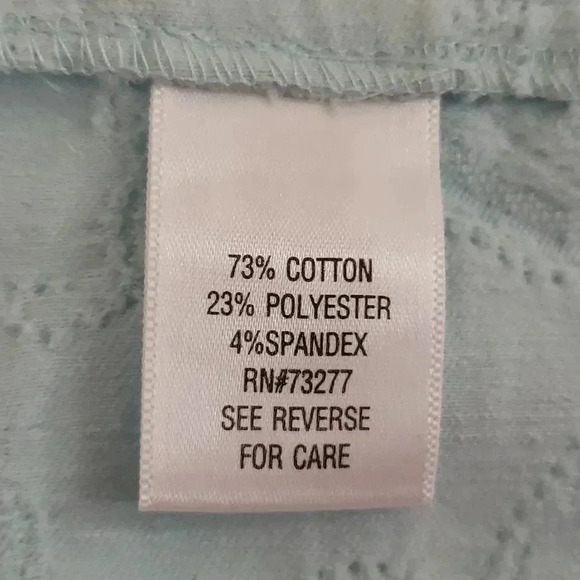 73% COTTON
23% POLYESTER
4%SPANDEX
RN#73277
SEE REVERSE
FOR CARE